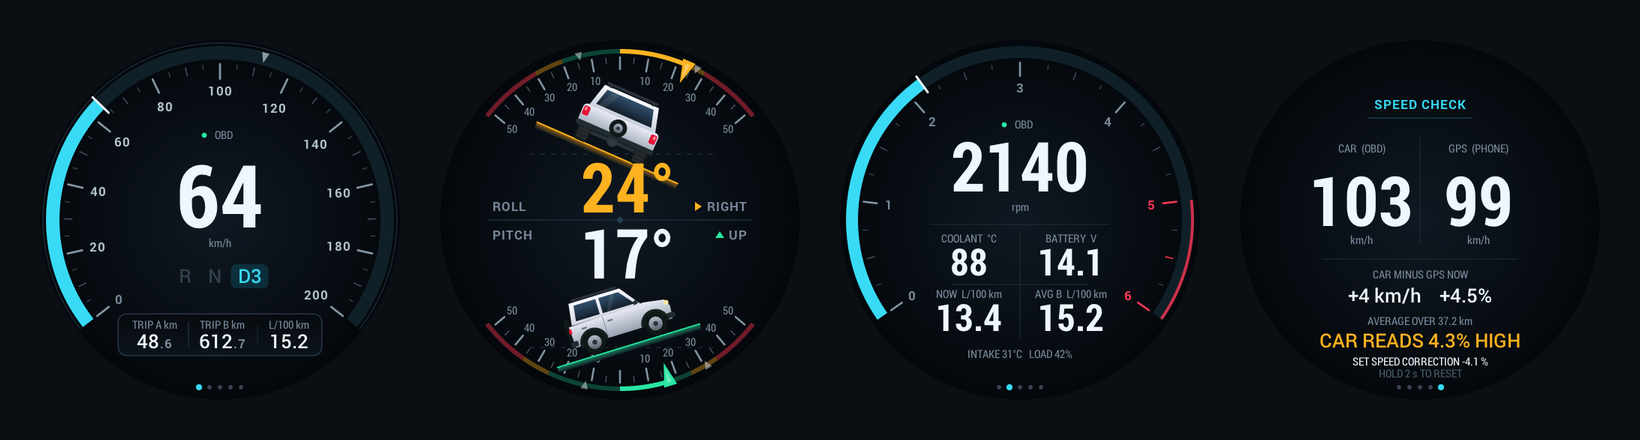 100
80 120
60 140
40 160
20 180
0 200
OBD
64
km/h
R N D3
TRIP A km TRIP B km L/100 km
48.6 612.7 15.2
10 10
20 20
30 30
40 40
50 50
24°
ROLL RIGHT
PITCH UP
17°
50 50
40 40
30 30
20 20
10 10
3
2 4
1 5
0 6
OBD
2140
rpm
COOLANT °C BATTERY V
88 14.1
NOW L/100 km AVG B L/100 km
13.4 15.2
INTAKE 31°C LOAD 42%
SPEED CHECK
CAR (OBD) GPS (PHONE)
103 99
km/h km/h
CAR MINUS GPS NOW
+4 km/h +4.5%
AVERAGE OVER 37.2 km
CAR READS 4.3% HIGH
SET SPEED CORRECTION -4.1 %
HOLD 2 s TO RESET